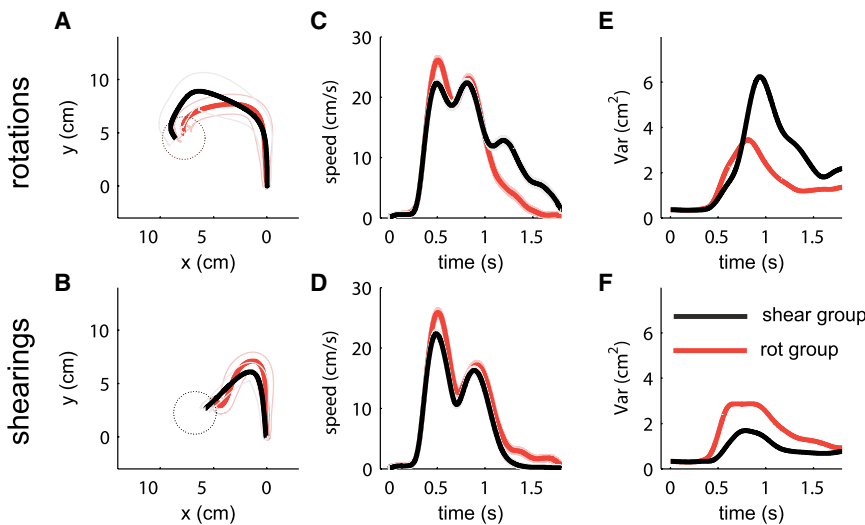 A
C
E
rotations
y (cm)
10
5
0
10
5
0
x (cm)
speed (cm/s)
30
20
10
0
0
0.5
1
1.5
time (s)
Var (cm²)
6
4
2
0
0
0.5
1
1.5
time (s)
B
D
F
shearings
y (cm)
10
5
0
10
5
0
x (cm)
speed (cm/s)
30
20
10
0
0
0.5
1
1.5
time (s)
Var (cm²)
6
4
2
0
0
0.5
1
1.5
time (s)
shear group
rot group